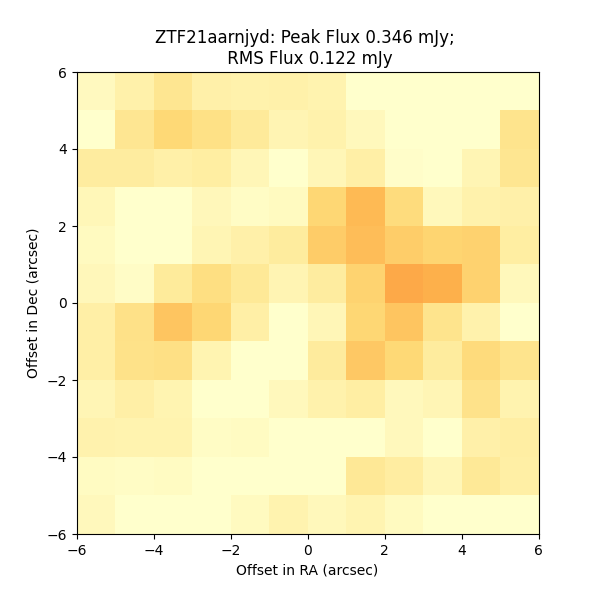 ZTF21aarnjyd: Peak Flux 0.346 mJy;
RMS Flux 0.122 mJy
6
4
2
0
−2
−4
−6
Offset in Dec (arcsec)
−6 −4 −2 0 2 4 6
Offset in RA (arcsec)